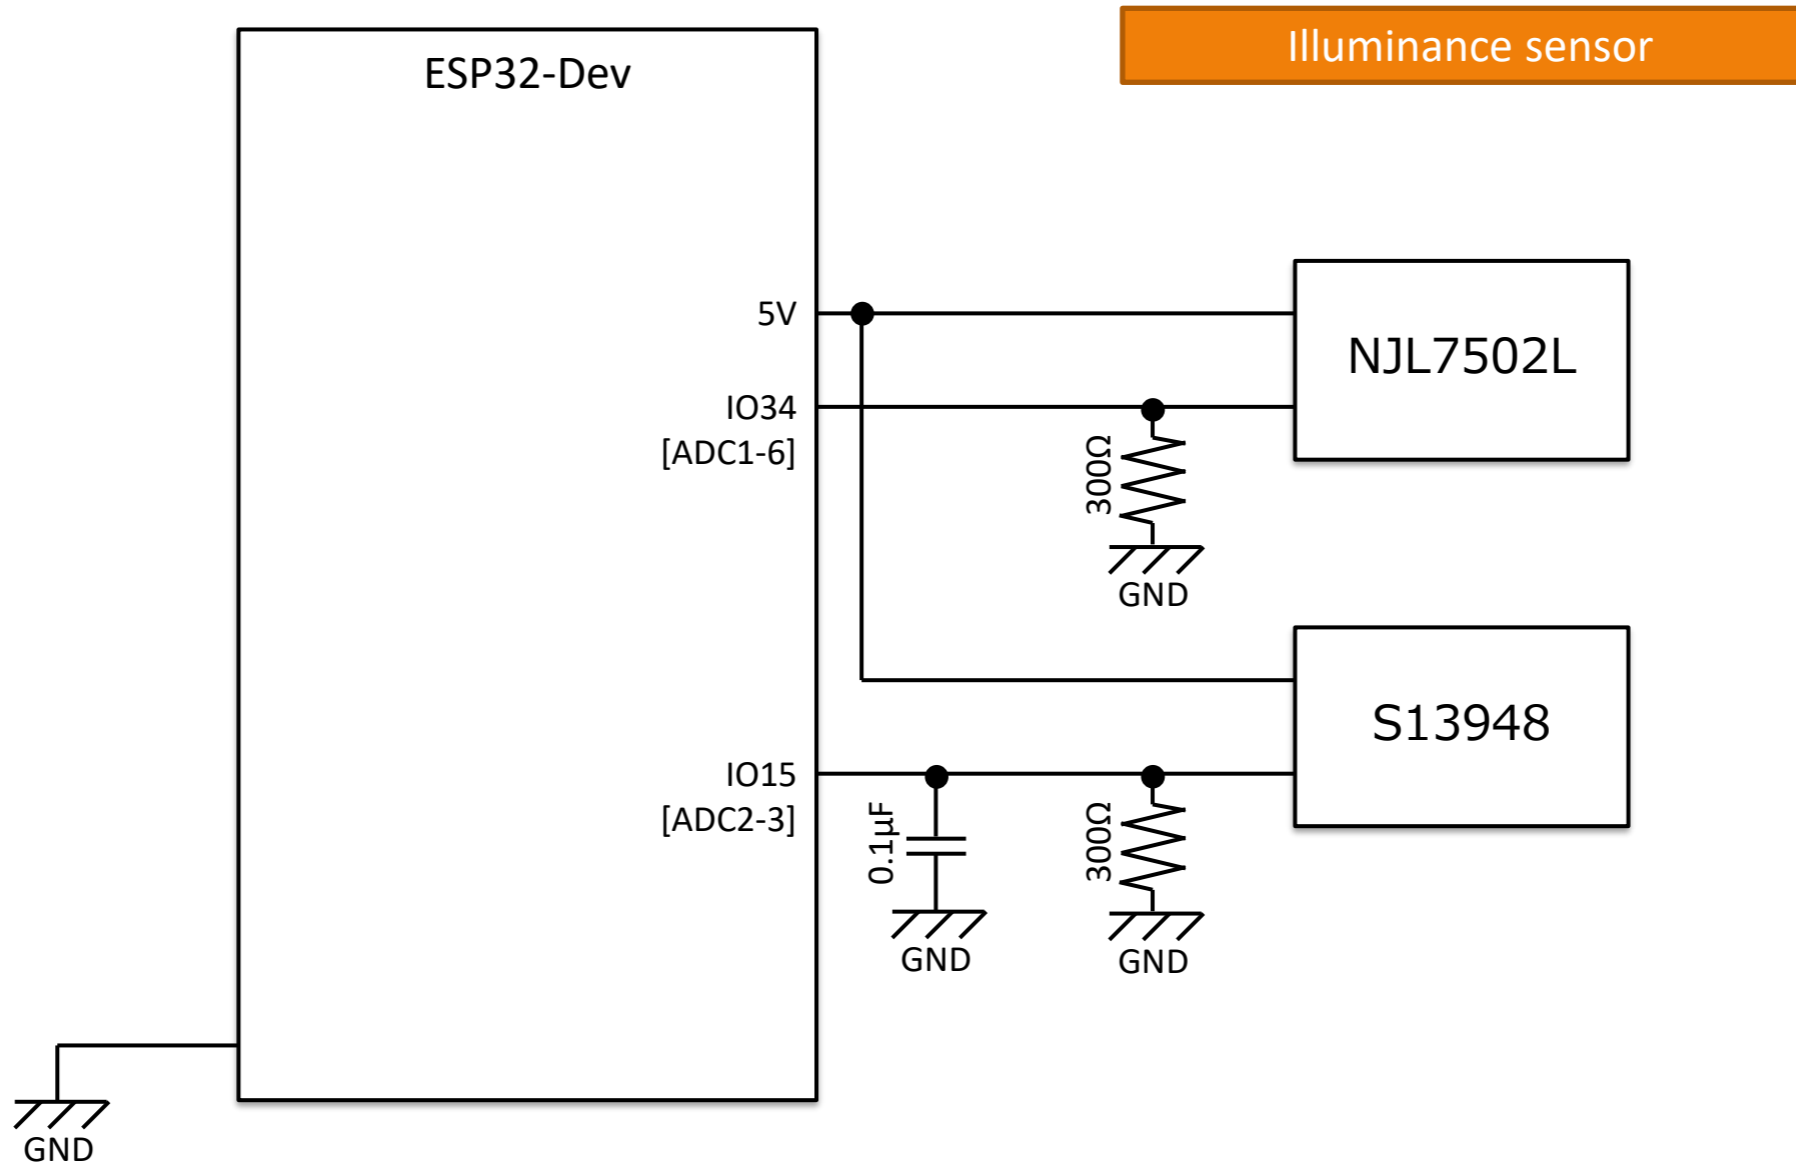 Illuminance sensor
ESP32-Dev
5V
NJL7502L
IO34
[ADC1-6]
300Ω
GND
S13948
IO15
[ADC2-3]
0.1μF
300Ω
GND
GND
GND